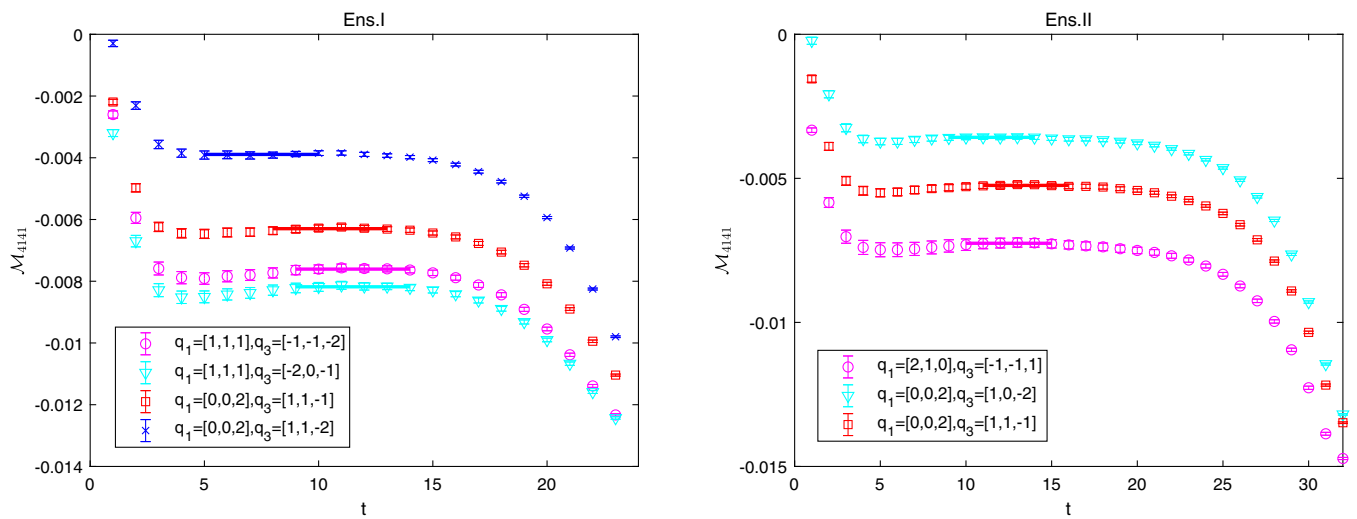 Ens.I
0
-0.002
-0.004
-0.006
-0.008
-0.01
-0.012
-0.014
ℳ₄₁₄₁
q₁=[1,1,1],q₃=[-1,-1,-2]
q₁=[1,1,1],q₃=[-2,0,-1]
q₁=[0,0,2],q₃=[1,1,-1]
q₁=[0,0,2],q₃=[1,1,-2]
0 5 10 15 20
t
Ens.II
0
-0.005
-0.01
-0.015
ℳ₄₁₄₁
q₁=[2,1,0],q₃=[-1,-1,1]
q₁=[0,0,2],q₃=[1,0,-2]
q₁=[0,0,2],q₃=[1,1,-1]
0 5 10 15 20 25 30
t